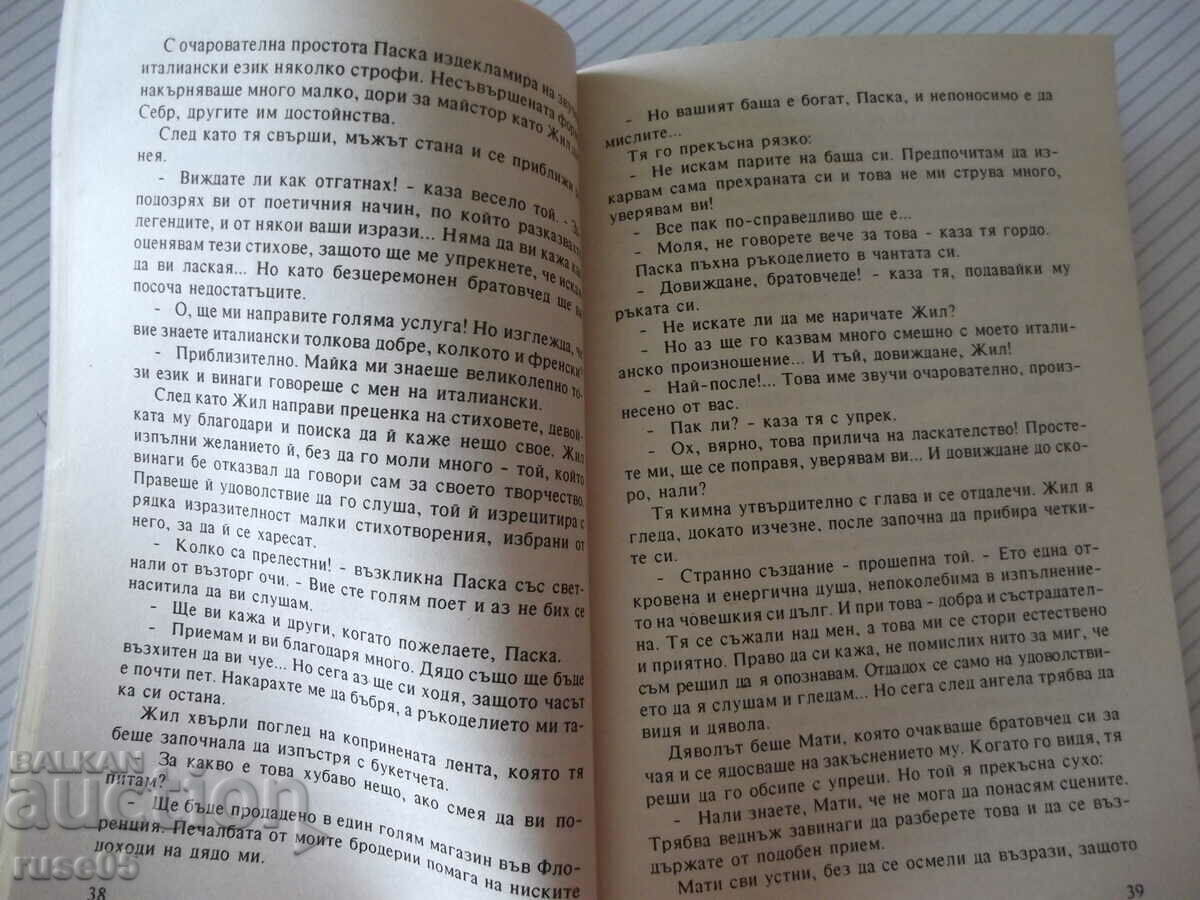 С очарователна простота Паска издекламира на
италиански език няколко строфи. Несъвършената
накърняваше много малко, дори за майстор като Жил
Себр, другите им достойнства.
След като тя свърши, мъжът стана и се приближи
нея.
- Виждате ли как отгатнах! - каза весело той. -
подозрях ви от поетичния начин, по който
легендите, и от някои ваши изрази... Няма да ви кажа как
оценявам тези стихове, защото ще ме упрекнете, че искам
да ви лаская... Но като безцеремонен братовчед ще ви
посоча недостатъците.
- О, ще ми направите голяма услуга! Но изглежда, че
вие знаете италиански толкова добре, колкото и френски?
- Приблизително. Майка ми знаеше великолепно то-
зи език и винаги говореше с мен на италиански.
След като Жил направи преценка на стиховете, девой-
ката му благодари и поиска да й каже нещо свое. Жил
изпълни желанието й, без да го моли много - той, който
винаги бе отказвал да говори сам за своето творчество.
Правеше й удоволствие да го слуша, той й изрецитира с
рядка изразителност малки стихотворения, избрани от
него, за да й се харесат.
- Колко са прелестни! - възкликна Паска със свет-
нали от възторг очи. - Вие сте голям поет и аз не бих се
наситила да ви слушам.
- Ще ви кажа и други, когато пожелаете, Паска.
- Приемам и ви благодаря много. Дядо също ще бъде
възхитен да ви чуе... Но сега аз ще си ходя, защото часът
е почти пет. Накарахте ме да бъбря, а ръкоделието ми та-
ка си остана.
Жил хвърли поглед на копринената лента, която тя
беше започнала да изпъстря с букетчета.
За какво е това хубаво нещо, ако смея да ви по-
питам?
Ще бъде продадено в един голям магазин във Фло-
ренция. Печалбата от моите бродерии помага на ниските
доходи на дядо ми.
38
- Но вашият баща е богат, Паска, и непоносимо е да
мислите...
Тя го прекъсна рязко:
- Не искам парите на баща си. Предпочитам да из-
карвам сама прехраната си и това не ми струва много,
уверявам ви!
- Все пак по-справедливо ще е...
- Моля, не говорете вече за това - каза тя гордо.
Паска пъхна ръкоделието в чантата си.
- Довиждане, братовчеде! - каза тя, подавайки му
ръката си.
- Не искате ли да ме наричате Жил?
- Но аз ще го казвам много смешно с моето итали-
анско произношение... И тъй, довиждане, Жил!
- Най-после!... Това име звучи очарователно, произ-
несено от вас.
- Пак ли? - каза тя с упрек.
- Ох, вярно, това прилича на ласкателство! Просте-
те ми, ще се поправя, уверявам ви... И довиждане до ско-
ро, нали?
Тя кимна утвърдително с глава и се отдалечи. Жил я
гледа, докато изчезне, после започна да прибира четки-
те си.
- Странно създание - прошепна той. - Ето една от-
кровена и енергична душа, непоколебима в изпълнение-
то на човешкия си дълг. И при това - добра и състрадател-
на. Тя се съжали над мен, а това ми се стори естествено
и приятно. Право да си кажа, не помислих нито за миг, че
съм решил да я опознавам. Отдадох се само на удоволстви-
ето да я слушам и гледам... Но сега след ангела трябва да
видя и дявола.
Дяволът беше Мати, която очакваше братовчед си за
чая и се ядосваше на закъснението му. Когато го видя, тя
реши да го обсипе с упреци. Но той я прекъсна сухо:
- Нали знаете, Мати, че не мога да понасям сцените.
Трябва веднъж завинаги да разберете това и да се въз-
държате от подобен прием.
Мати сви устни, без да се осмели да възрази, защото
39
BALKAN
auction
ruse05